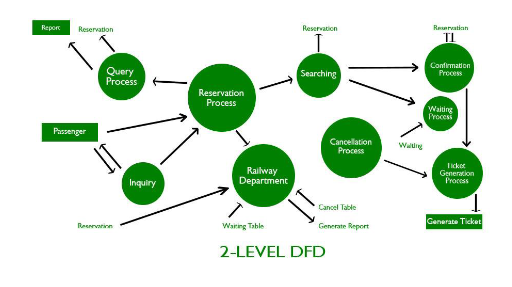 Report
Reservation
Reservation
Reservation
Query
Process
Searching
Confirmation
Process
Reservation
Process
Waiting
Process
Passenger
Cancellation
Process
Waiting
Inquiry
Railway
Department
Ticket
Generation
Process
Cancel Table
Reservation
Waiting Table
Generate Report
Generate Ticket
2-LEVEL DFD